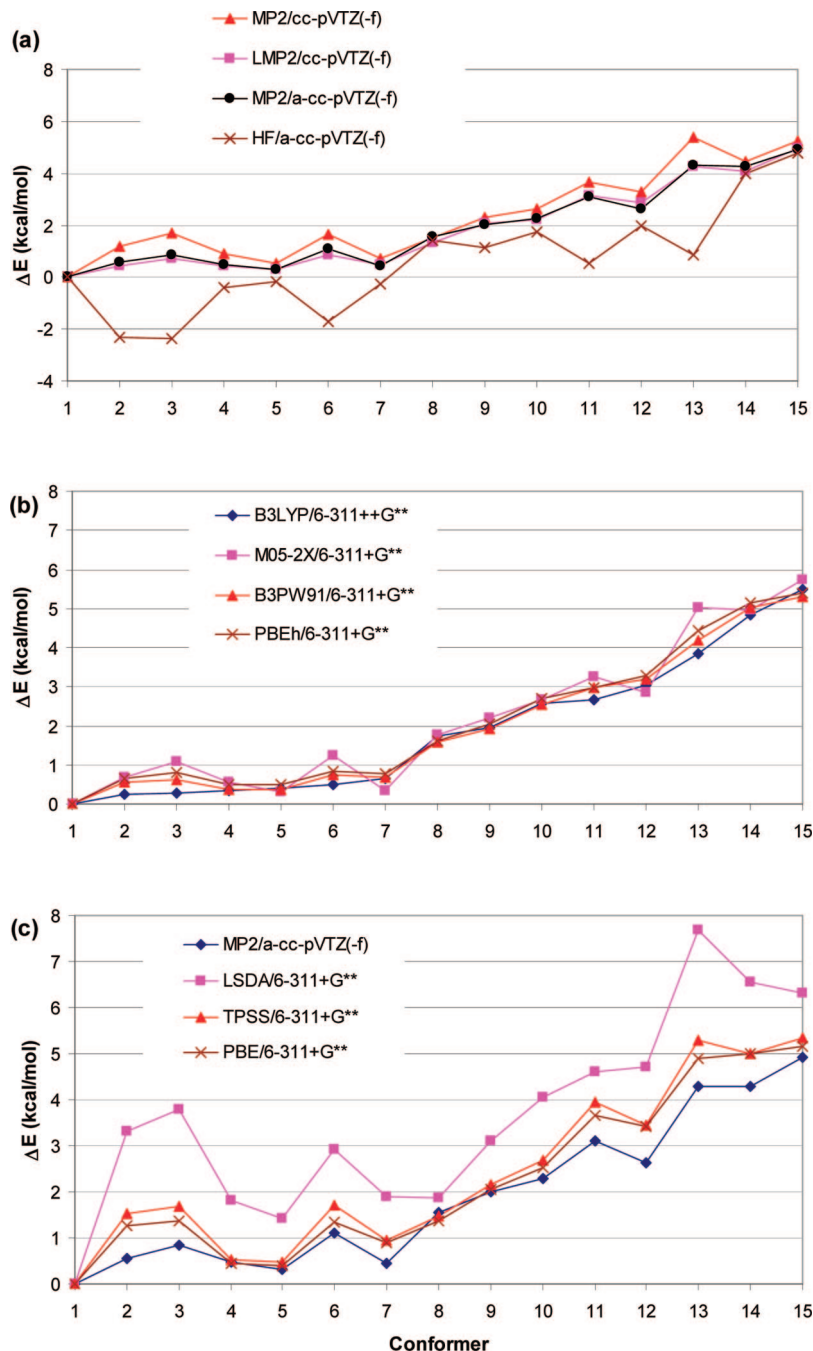 (a)
MP2/cc-pVTZ(-f)
LMP2/cc-pVTZ(-f)
MP2/a-cc-pVTZ(-f)
HF/a-cc-pVTZ(-f)
ΔE (kcal/mol)
8
6
4
2
0
-2
-4
1 2 3 4 5 6 7 8 9 10 11 12 13 14 15
(b)
B3LYP/6-311++G**
M05-2X/6-311+G**
B3PW91/6-311+G**
PBEh/6-311+G**
ΔE (kcal/mol)
8
7
6
5
4
3
2
1
0
1 2 3 4 5 6 7 8 9 10 11 12 13 14 15
(c)
MP2/a-cc-pVTZ(-f)
LSDA/6-311+G**
TPSS/6-311+G**
PBE/6-311+G**
ΔE (kcal/mol)
8
7
6
5
4
3
2
1
0
1 2 3 4 5 6 7 8 9 10 11 12 13 14 15
Conformer